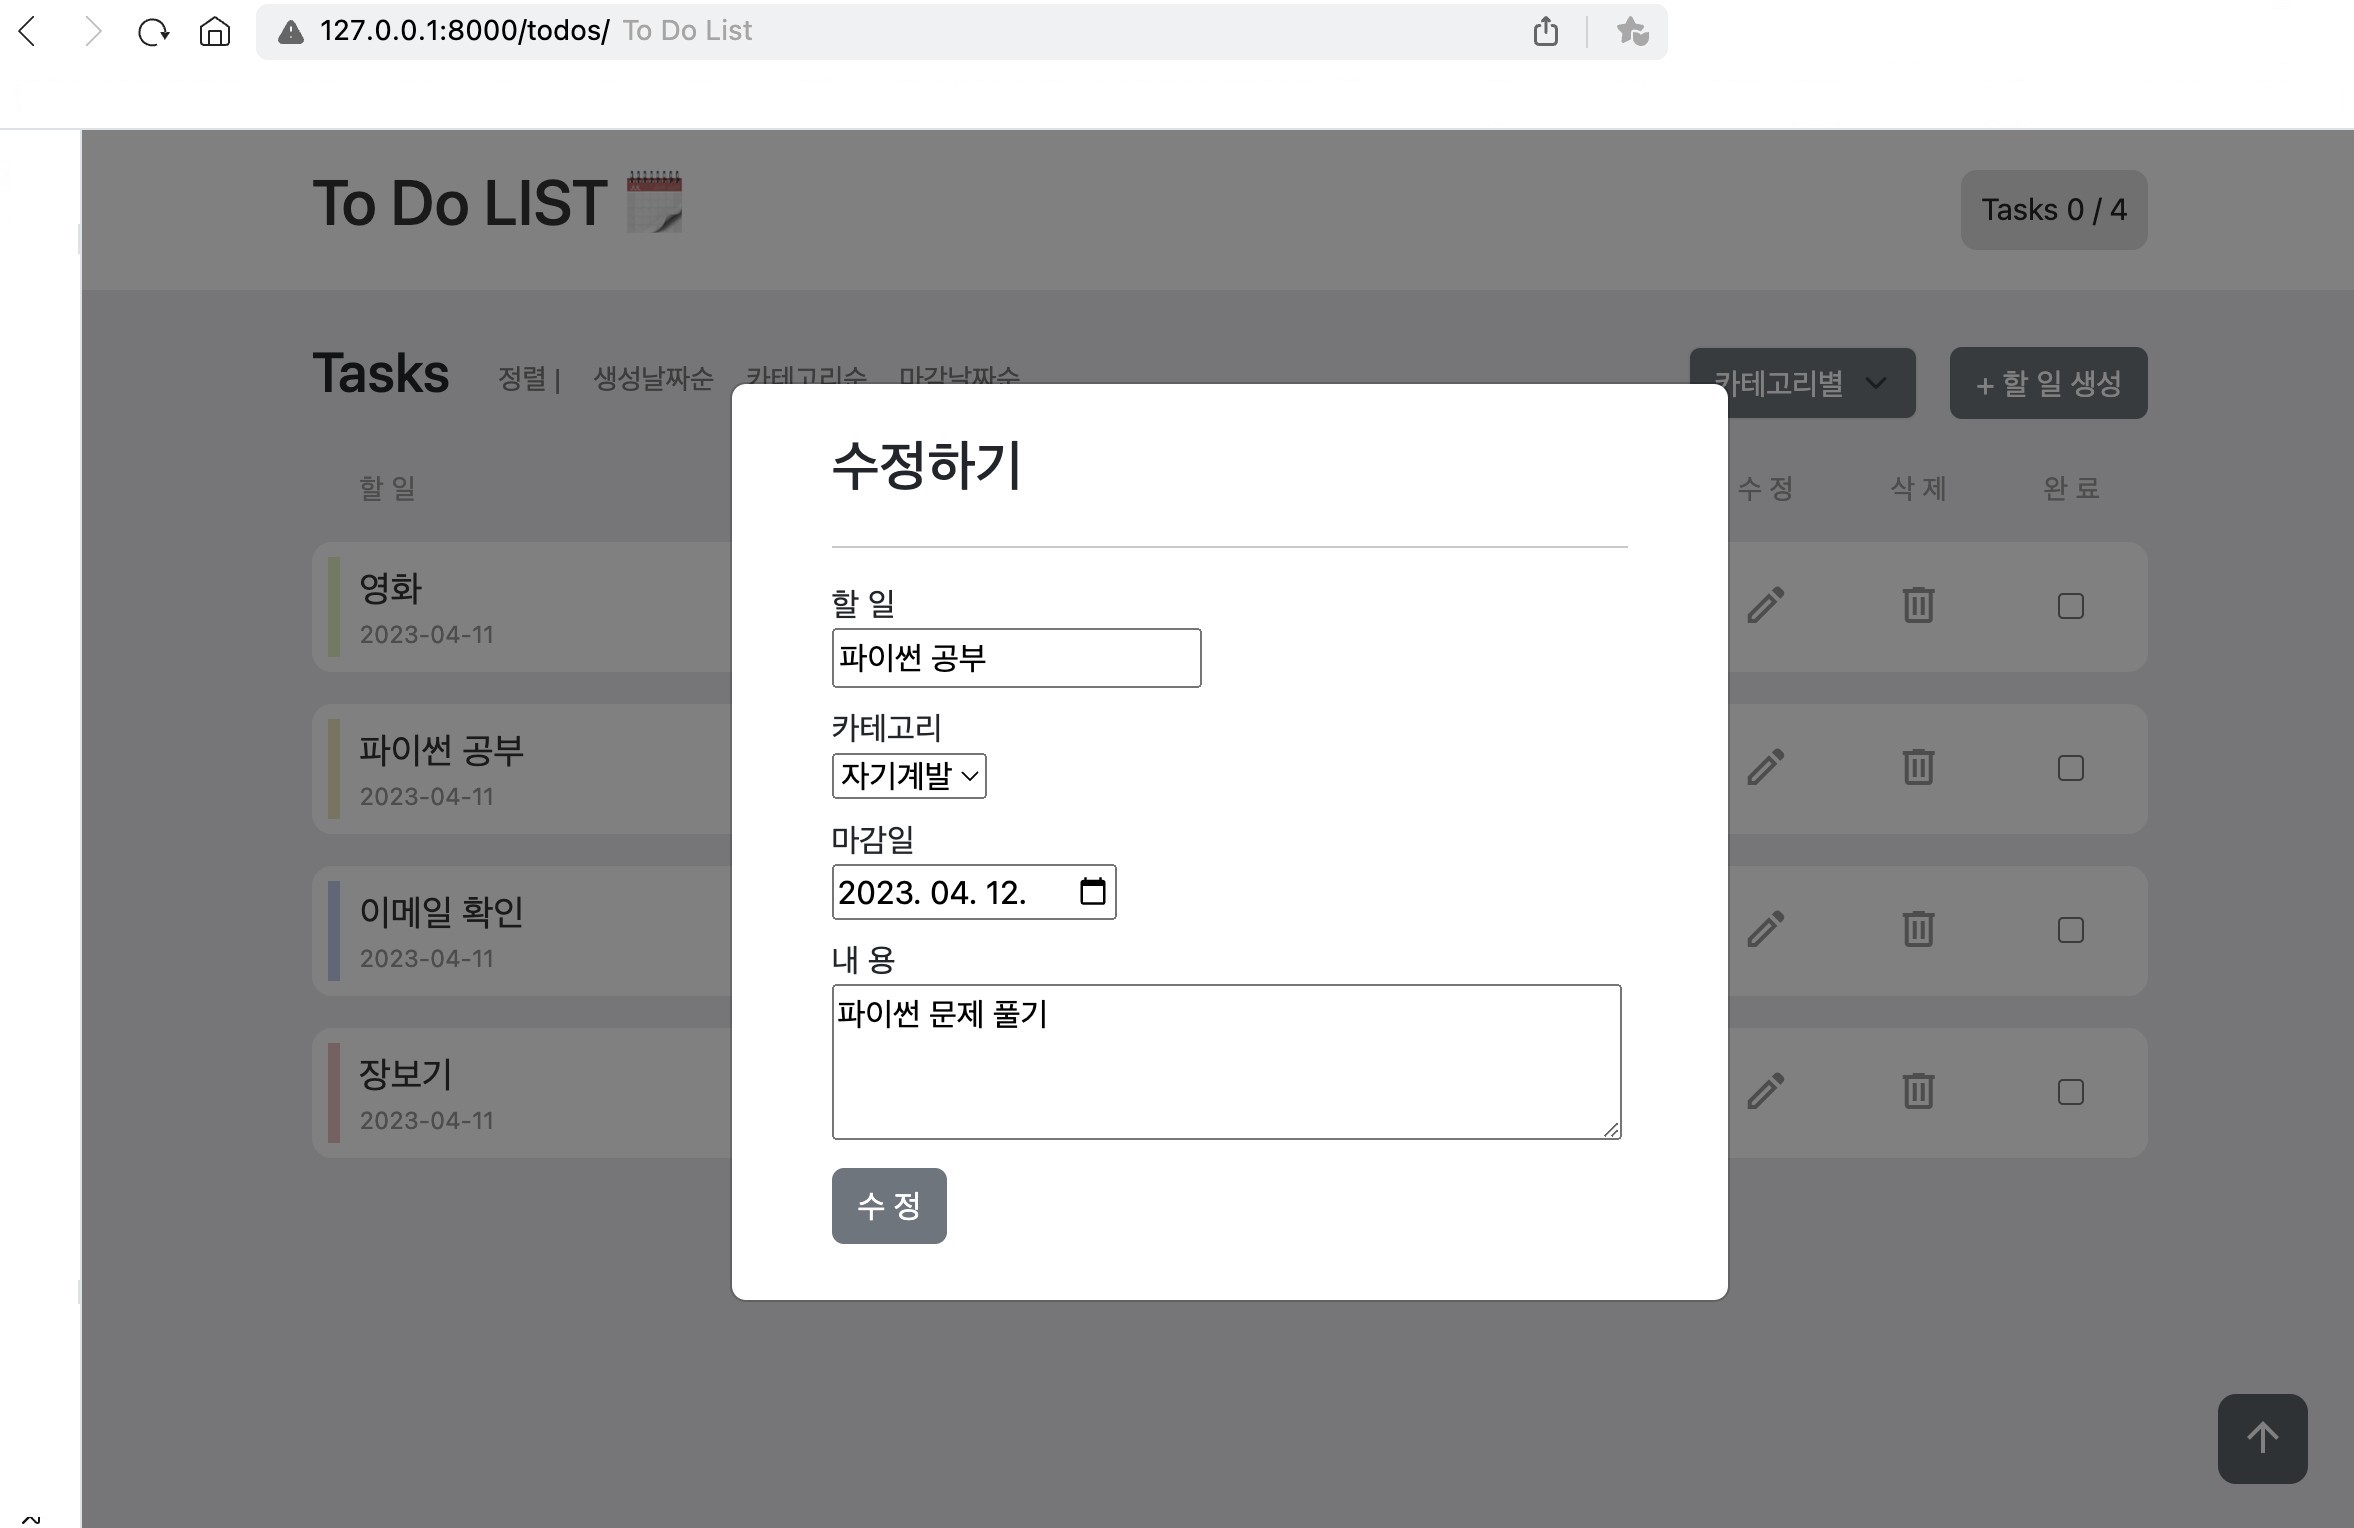 127.0.0.1:8000/todos/ To Do List
To Do LIST
Tasks 0 / 4
Tasks 정렬 | 생성날짜순 카테고리순 마감날짜순
카테고리별
+ 할 일 생성
할 일
수 정 삭 제 완 료
영화
2023-04-11
파이썬 공부
2023-04-11
이메일 확인
2023-04-11
장보기
2023-04-11
수정하기
할 일
파이썬 공부
카테고리
자기계발
마감일
2023. 04. 12.
내 용
파이썬 문제 풀기
수 정